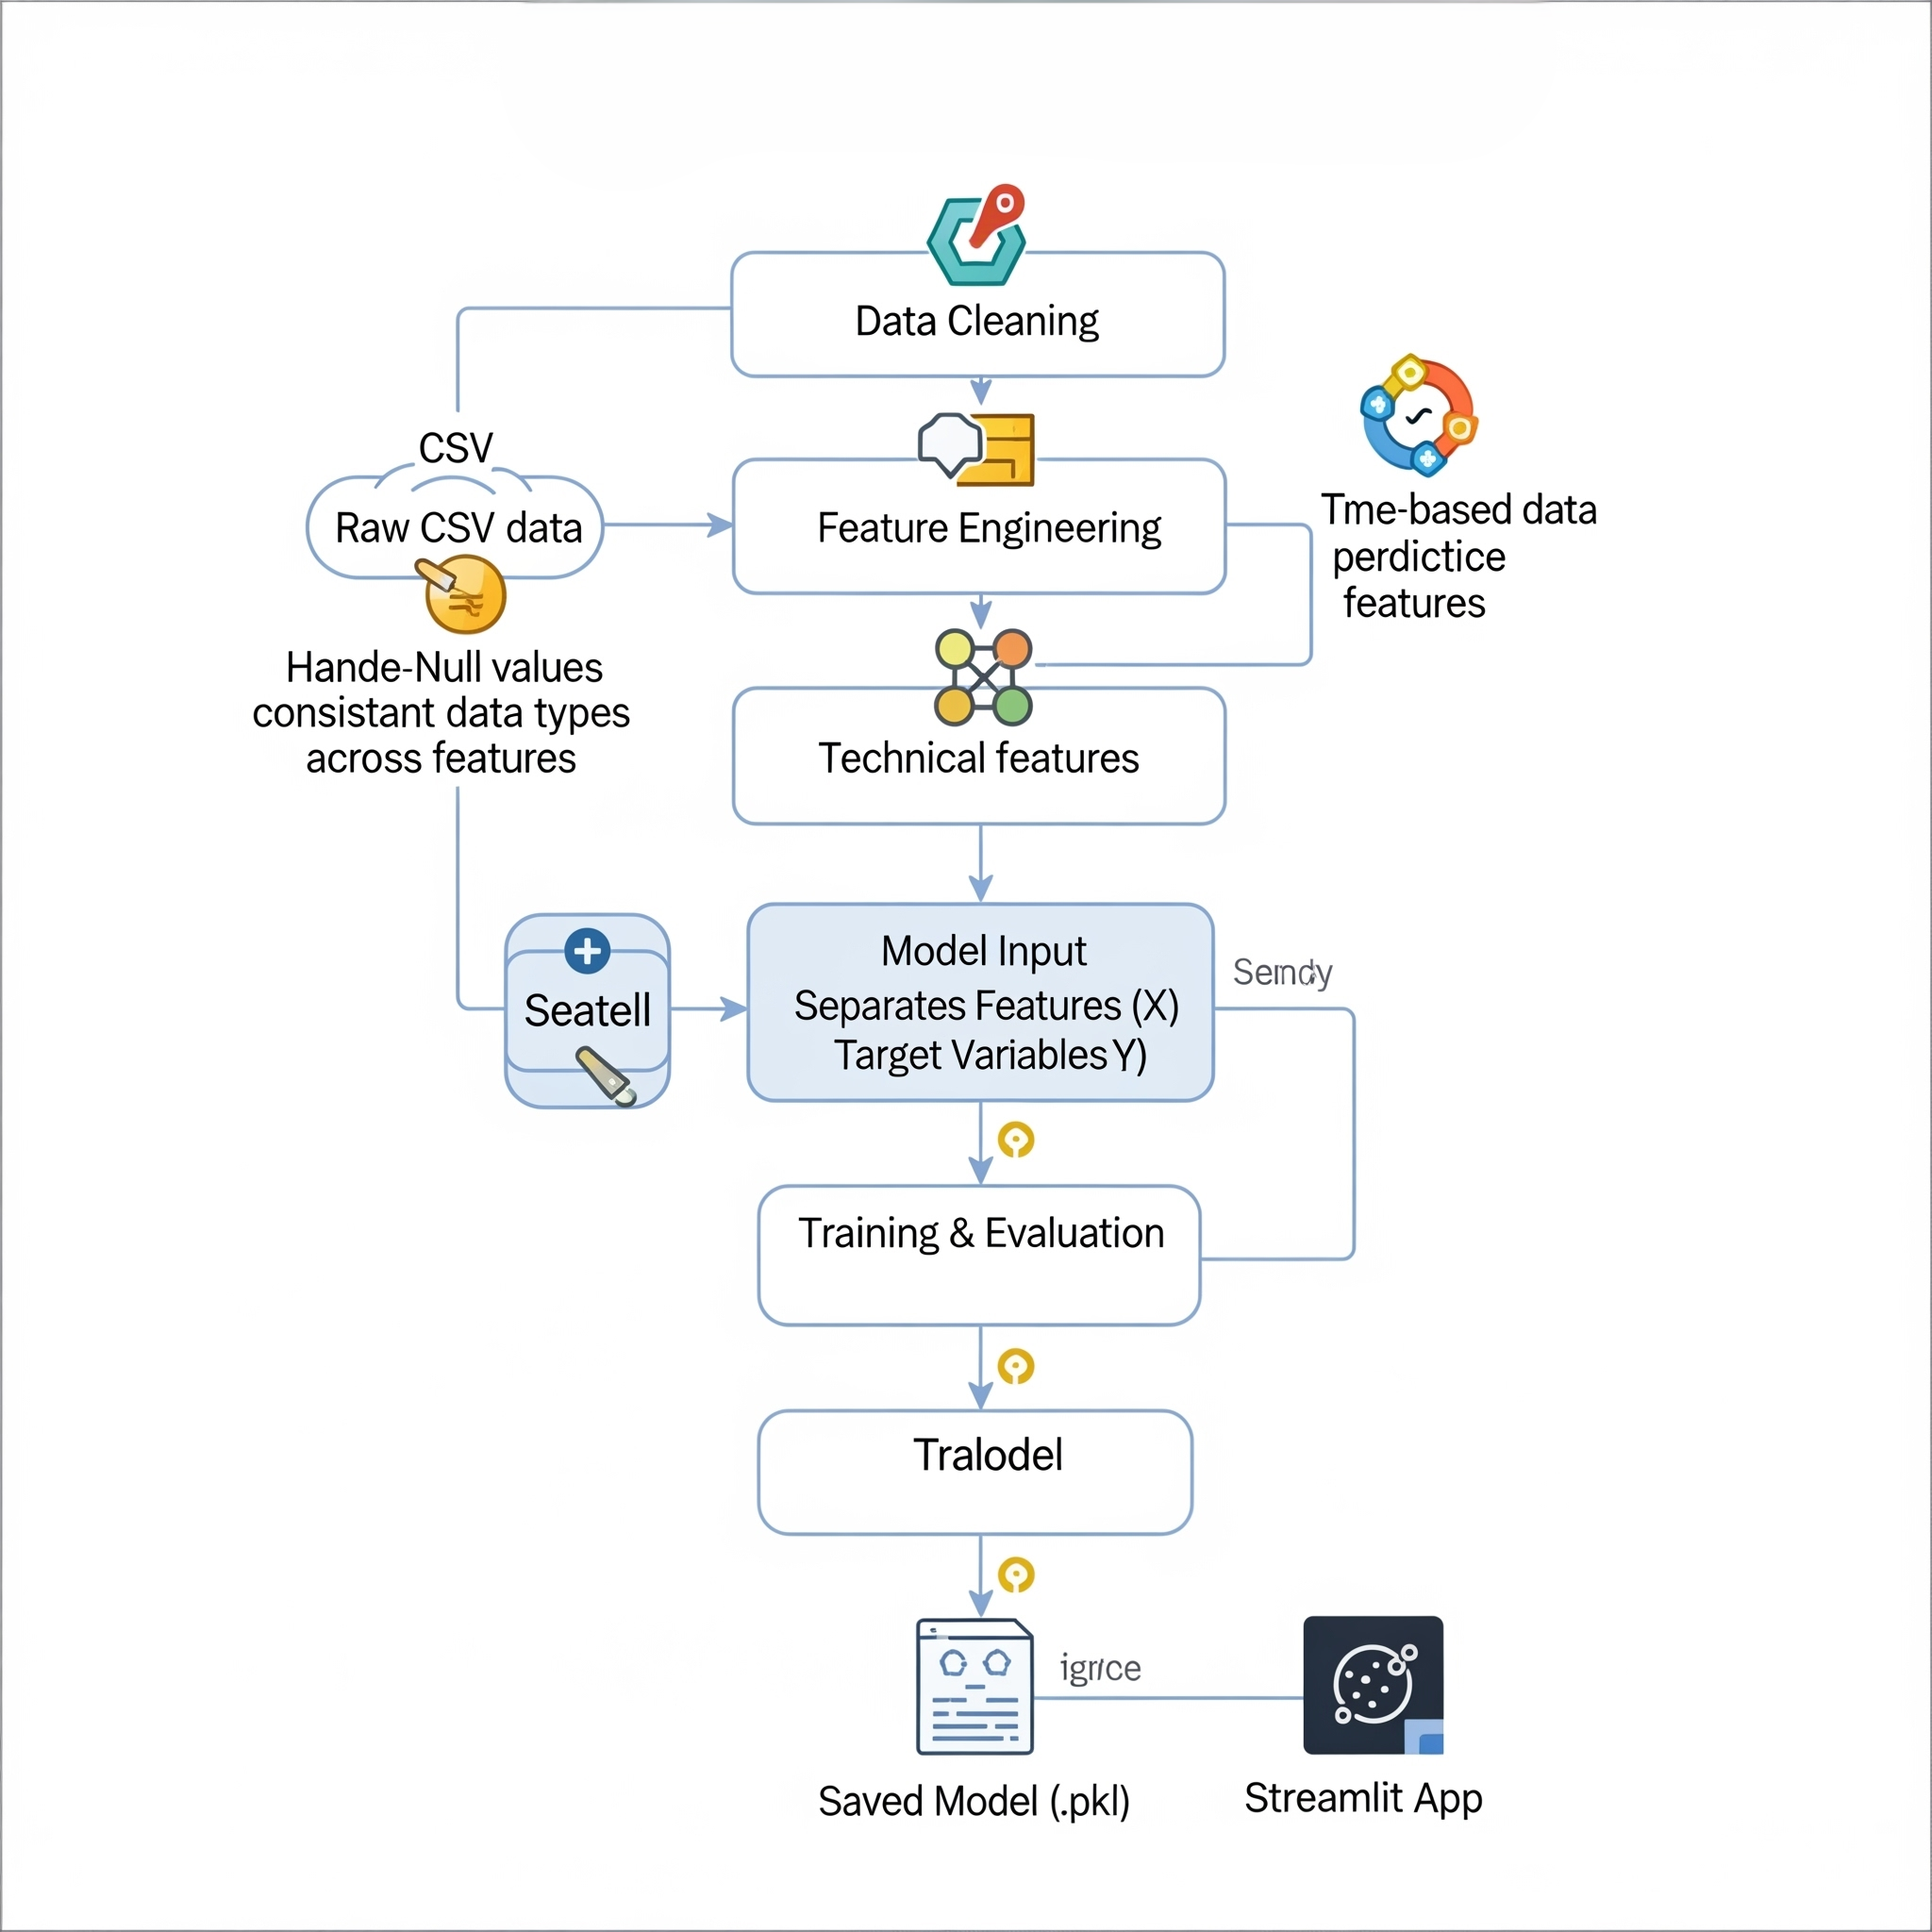 Data Cleaning
CSV
Raw CSV data
Feature Engineering
Tme-based data
perdictice
features
Hande-Null values
consistant data types
across features
Technical features
Seatell
Model Input
Separates Features (X)
Target Variables Y)
Training & Evaluation
Tralodel
Saved Model (.pkl)
Streamlit App